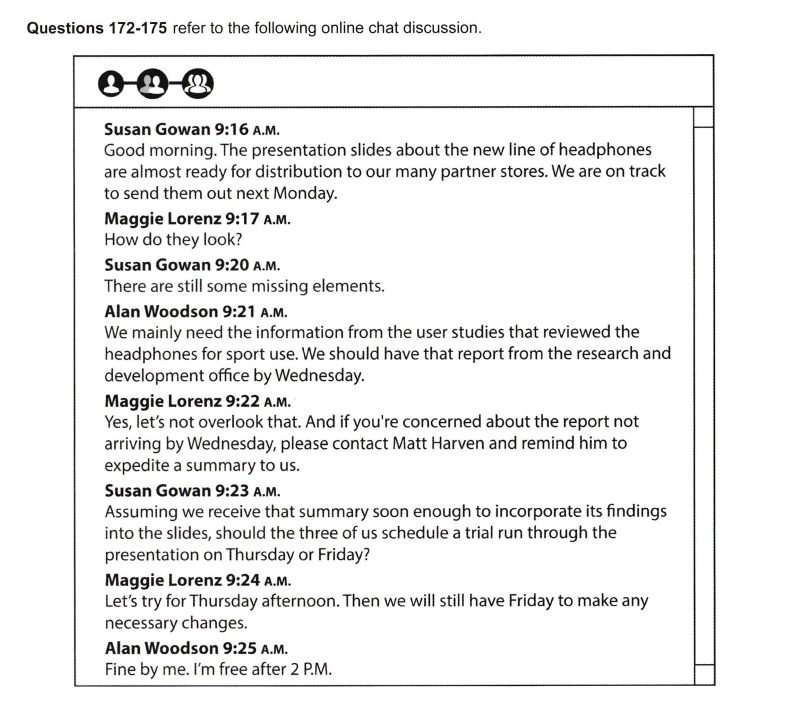 Questions 172-175 refer to the following online chat discussion.
Susan Gowan 9:16 A.M.
Good morning. The presentation slides about the new line of headphones
are almost ready for distribution to our many partner stores. We are on track
to send them out next Monday.
Maggie Lorenz 9:17 A.M.
How do they look?
Susan Gowan 9:20 A.M.
There are still some missing elements.
Alan Woodson 9:21 A.M.
We mainly need the information from the user studies that reviewed the
headphones for sport use. We should have that report from the research and
development office by Wednesday.
Maggie Lorenz 9:22 A.M.
Yes, let's not overlook that. And if you're concerned about the report not
arriving by Wednesday, please contact Matt Harven and remind him to
expedite a summary to us.
Susan Gowan 9:23 A.M.
Assuming we receive that summary soon enough to incorporate its findings
into the slides, should the three of us schedule a trial run through the
presentation on Thursday or Friday?
Maggie Lorenz 9:24 A.M.
Let's try for Thursday afternoon. Then we will still have Friday to make any
necessary changes.
Alan Woodson 9:25 A.M.
Fine by me. I'm free after 2 P.M.